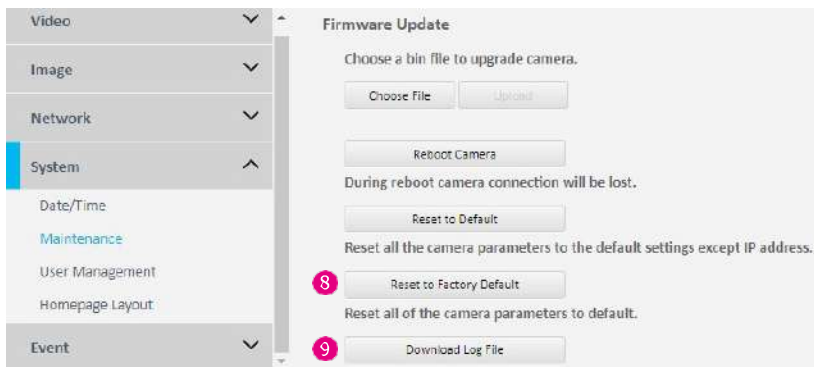 Video
Image
Network
System
Date/Time
Maintenance
User Management
Homepage Layout
Event
Firmware Update
Choose a bin file to upgrade camera.
Choose File Upload
Reboot Camera
During reboot camera connection will be lost.
Reset to Default
Reset all the camera parameters to the default settings except IP address.
8 Reset to Factory Default
Reset all of the camera parameters to default.
9 Download Log File